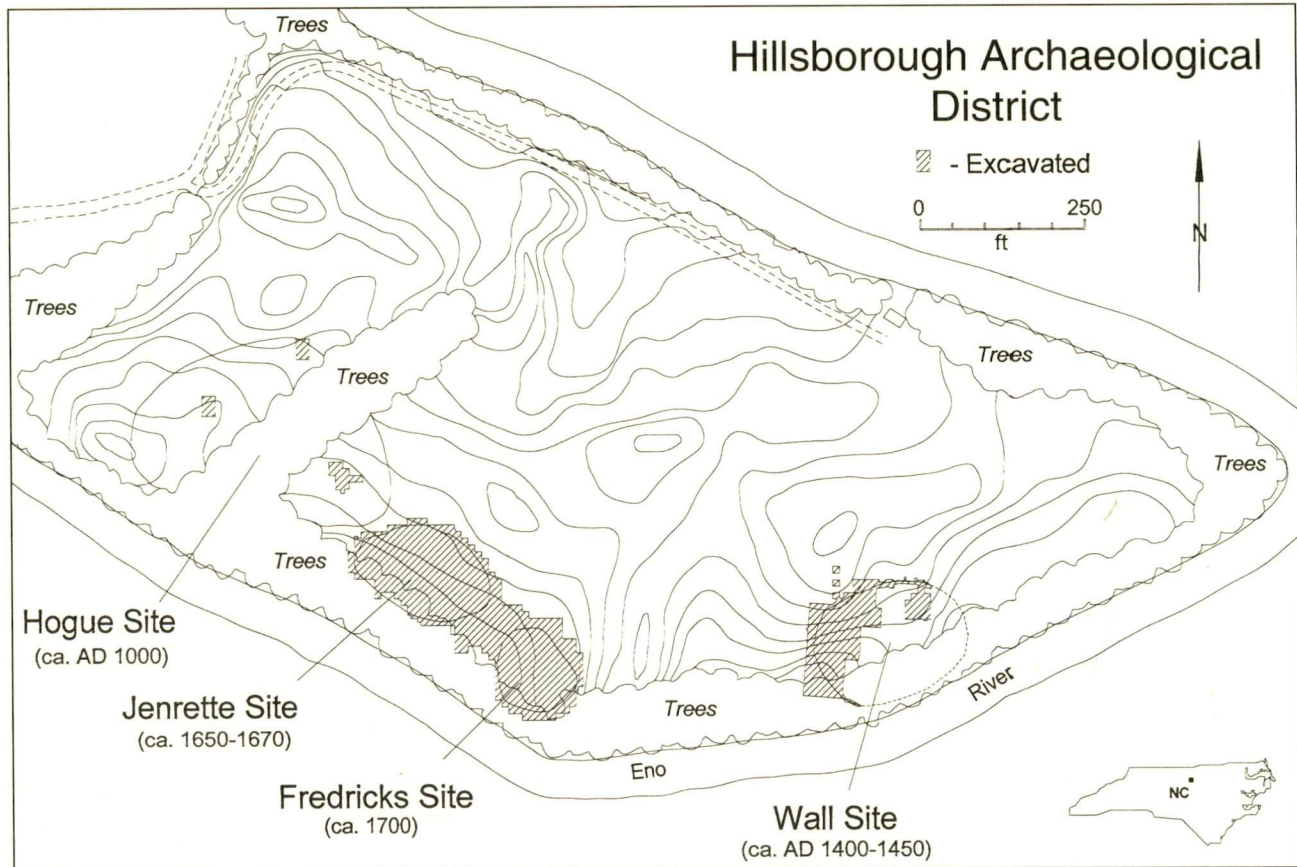 Trees
Hillsborough Archaeological
District
- Excavated
0 250
ft
N
Trees
Trees
Trees
Trees
Trees
Hogue Site
(ca. AD 1000)
Jenrette Site
(ca. 1650-1670)
Fredricks Site
(ca. 1700)
Trees
Eno
River
Wall Site
(ca. AD 1400-1450)
NC